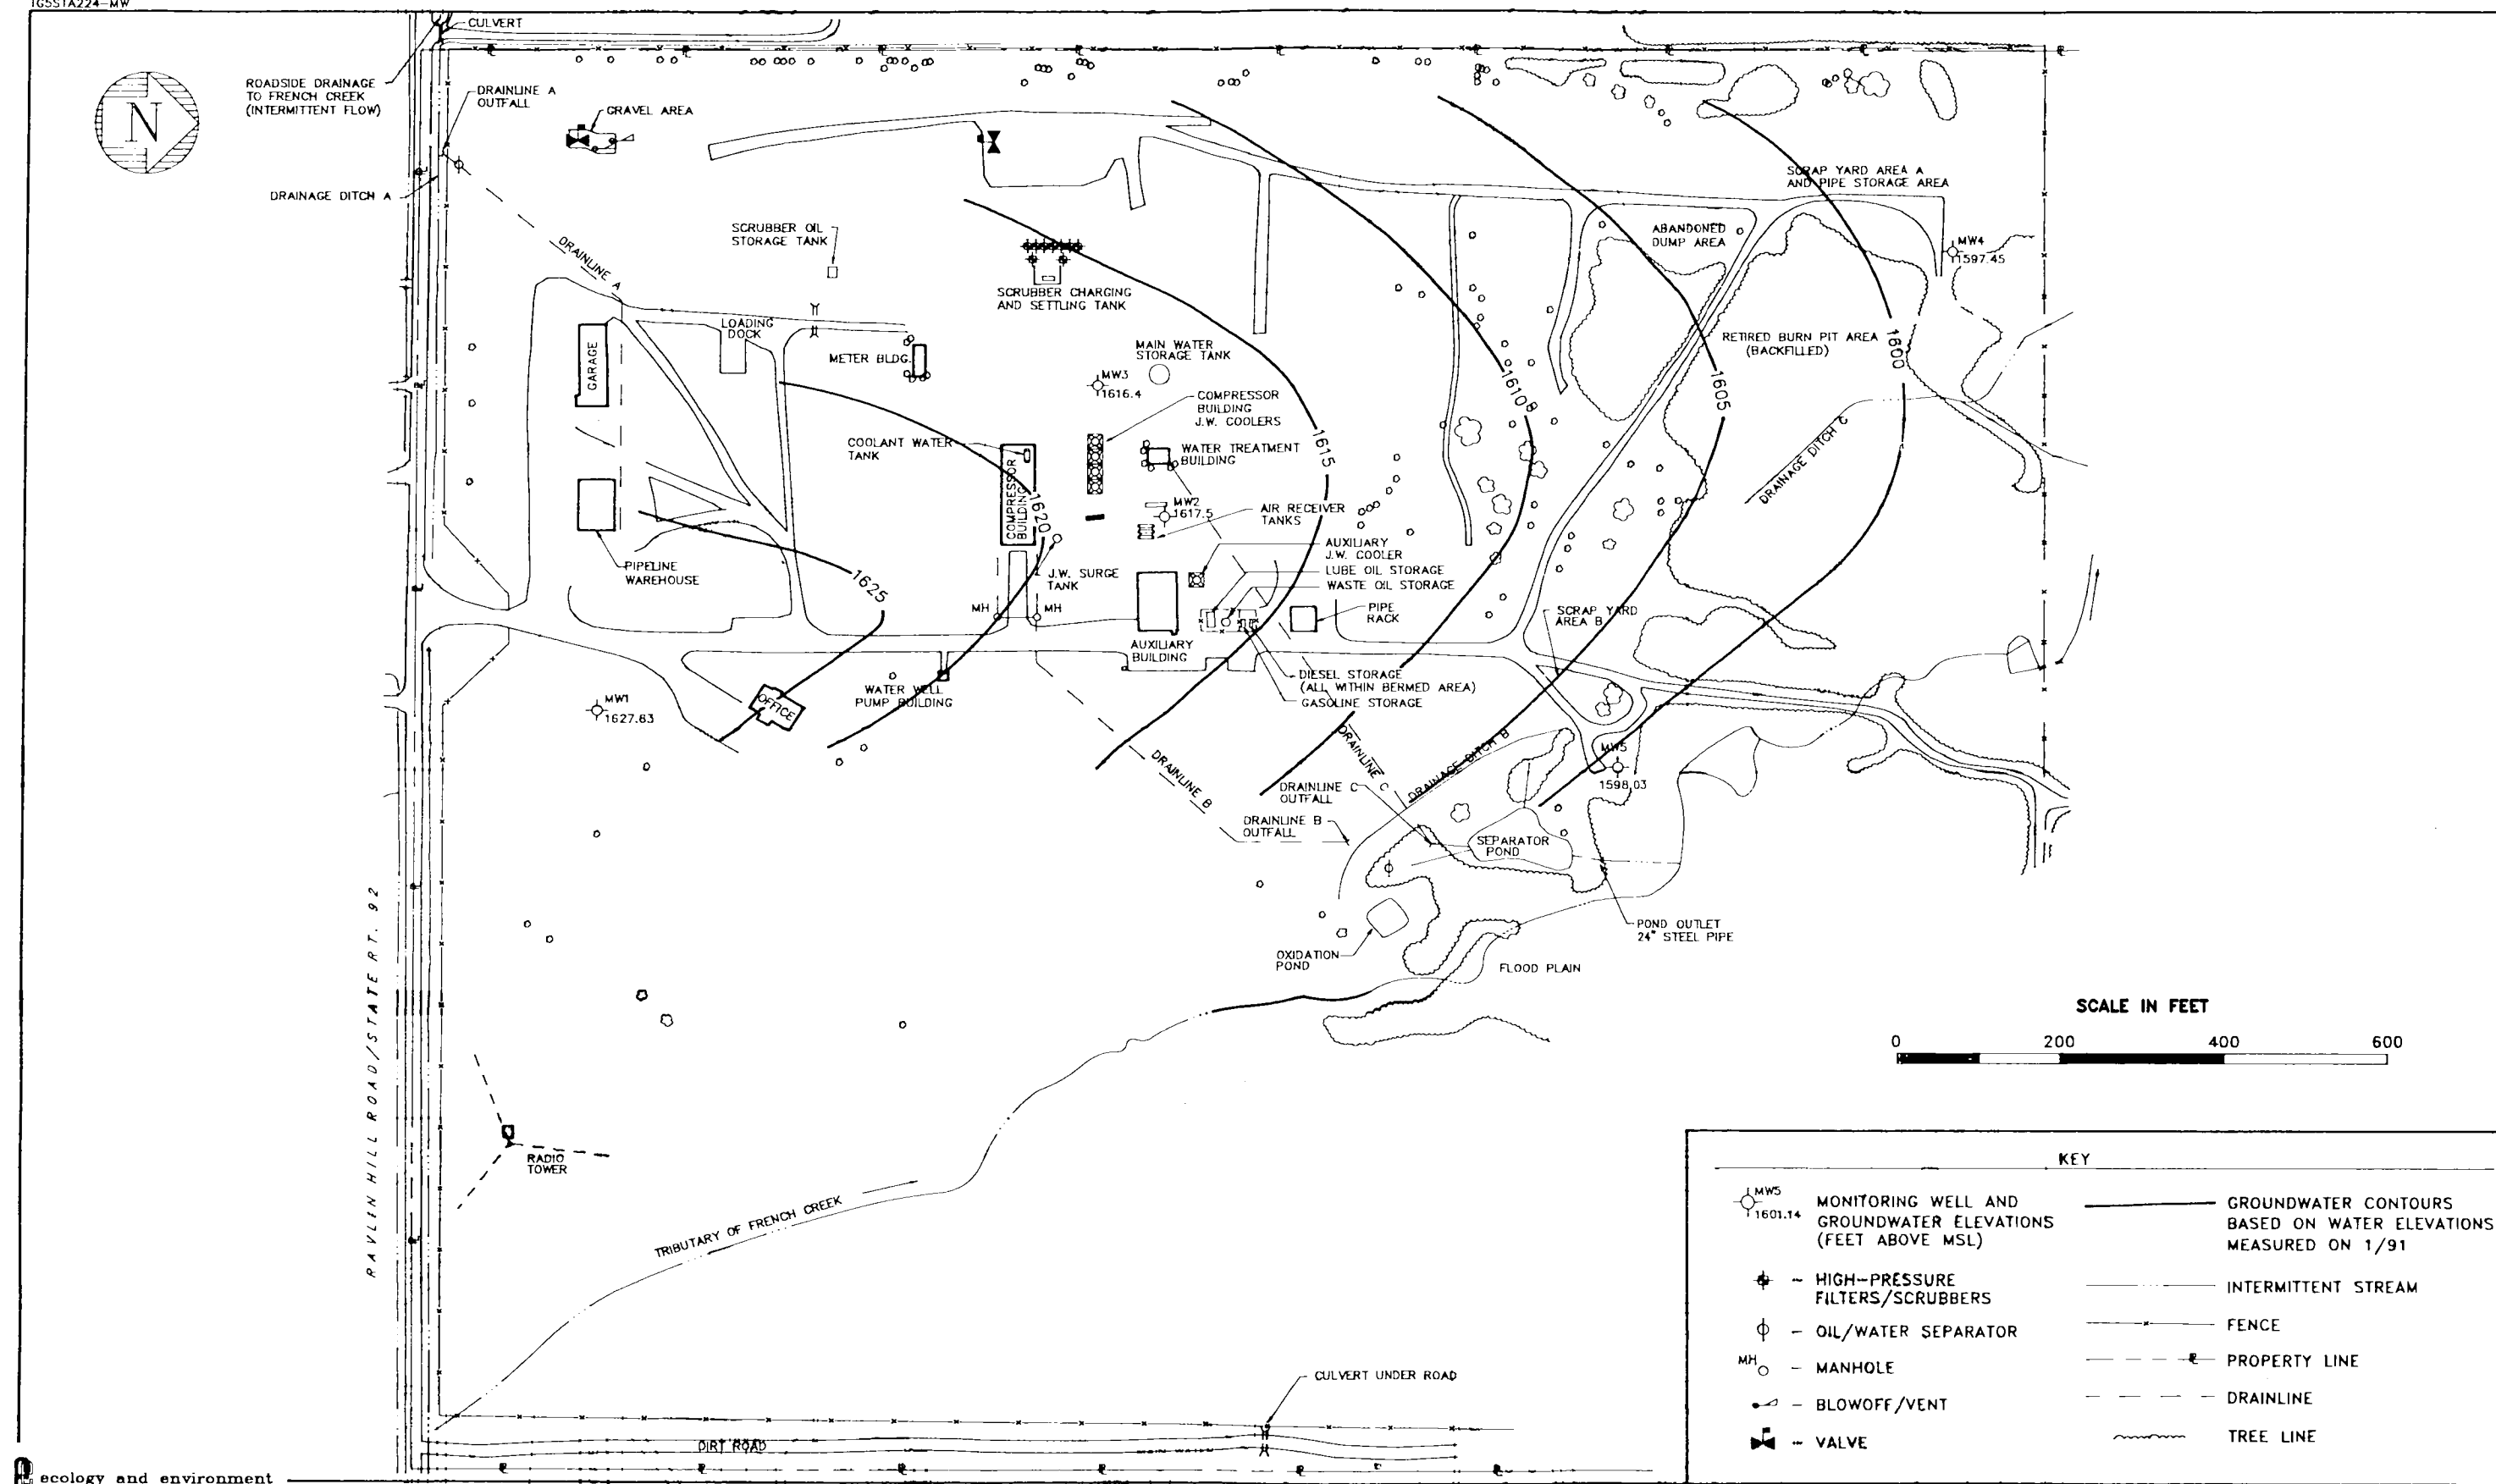 IG5STA224-MW
CULVERT
ROADSIDE DRAINAGE
TO FRENCH CREEK
(INTERMITTENT FLOW)
DRAINLINE A
OUTFALL
GRAVEL AREA
N
DRAINAGE DITCH A
DRAINLINE A
SCRUBBER OIL
STORAGE TANK
SCRUBBER CHARGING
AND SETTLING TANK
SCRAP YARD AREA A
AND PIPE STORAGE AREA
ABANDONED
DUMP AREA
MW4
1597.45
LOADING
DOCK
GARAGE
METER BLDG.
MAIN WATER
STORAGE TANK
MW3
1616.4
RETIRED BURN PIT AREA
(BACKFILLED)
1600
1605
1610
1615
COMPRESSOR
BUILDING
J.W. COOLERS
COOLANT WATER
TANK
WATER TREATMENT
BUILDING
COMPRESSOR
BUILDING
1620
MW2
1617.5
AIR RECEIVER
TANKS
DRAINAGE DITCH C
AUXILIARY
J.W. COOLER
LUBE OIL STORAGE
WASTE OIL STORAGE
PIPELINE
WAREHOUSE
1625
J.W. SURGE
TANK
MH
MH
PIPE
RACK
SCRAP YARD
AREA B
AUXILIARY
BUILDING
DIESEL STORAGE
(ALL WITHIN BERMED AREA)
GASOLINE STORAGE
WATER WELL
PUMP BUILDING
OFFICE
MW1
1627.83
DRAINLINE B
DRAINLINE C
DRAINAGE DITCH B
MW5
1598.03
DRAINLINE C
OUTFALL
DRAINLINE B
OUTFALL
SEPARATOR
POND
POND OUTLET
24" STEEL PIPE
OXIDATION
POND
FLOOD PLAIN
RAVLIN HILL ROAD/STATE RT. 92
RADIO
TOWER
TRIBUTARY OF FRENCH CREEK
CULVERT UNDER ROAD
DIRT ROAD
SCALE IN FEET
0 200 400 600
KEY
MW5
1601.14
MONITORING WELL AND
GROUNDWATER ELEVATIONS
(FEET ABOVE MSL)
- HIGH-PRESSURE
FILTERS/SCRUBBERS
- OIL/WATER SEPARATOR
MH
- MANHOLE
- BLOWOFF/VENT
- VALVE
GROUNDWATER CONTOURS
BASED ON WATER ELEVATIONS
MEASURED ON 1/91
INTERMITTENT STREAM
FENCE
PROPERTY LINE
DRAINLINE
TREE LINE
ecology and environment